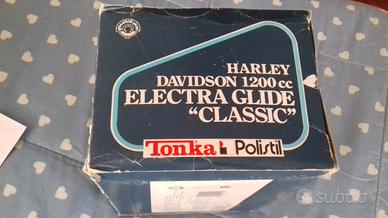 HARLEY
DAVIDSON 1200 cc
ELECTRA GLIDE
“CLASSIC”
Tonka Polistil
subito